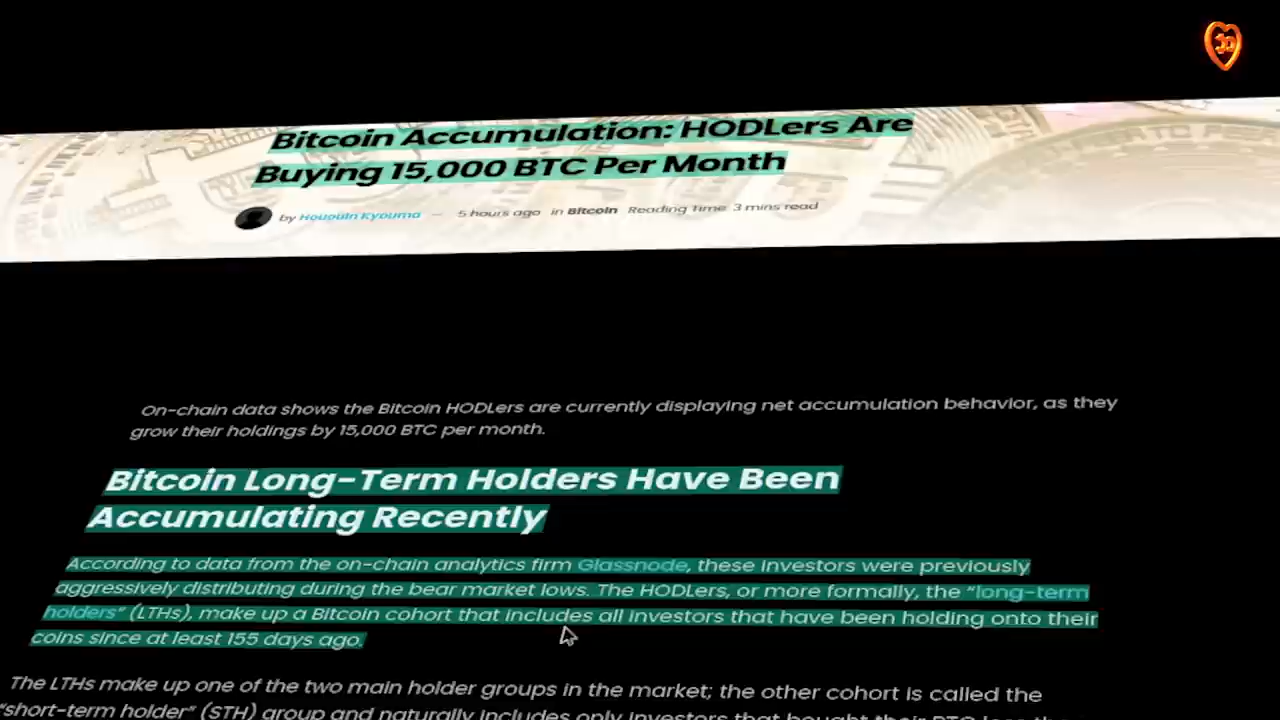 Bitcoin Accumulation: HODLers Are
Buying 15,000 BTC Per Month
by Hououin Kyouma — 5 hours ago in Bitcoin Reading Time: 3 mins read
On-chain data shows the Bitcoin HODLers are currently displaying net accumulation behavior, as they
grow their holdings by 15,000 BTC per month.
Bitcoin Long-Term Holders Have Been
Accumulating Recently
According to data from the on-chain analytics firm Glassnode, these investors were previously
aggressively distributing during the bear market lows. The HODLers, or more formally, the “long-term
holders” (LTHs), make up a Bitcoin cohort that includes all investors that have been holding onto their
coins since at least 155 days ago.
The LTHs make up one of the two main holder groups in the market; the other cohort is called the
“short-term holder” (STH) group and naturally includes only investors that bought their BTC less